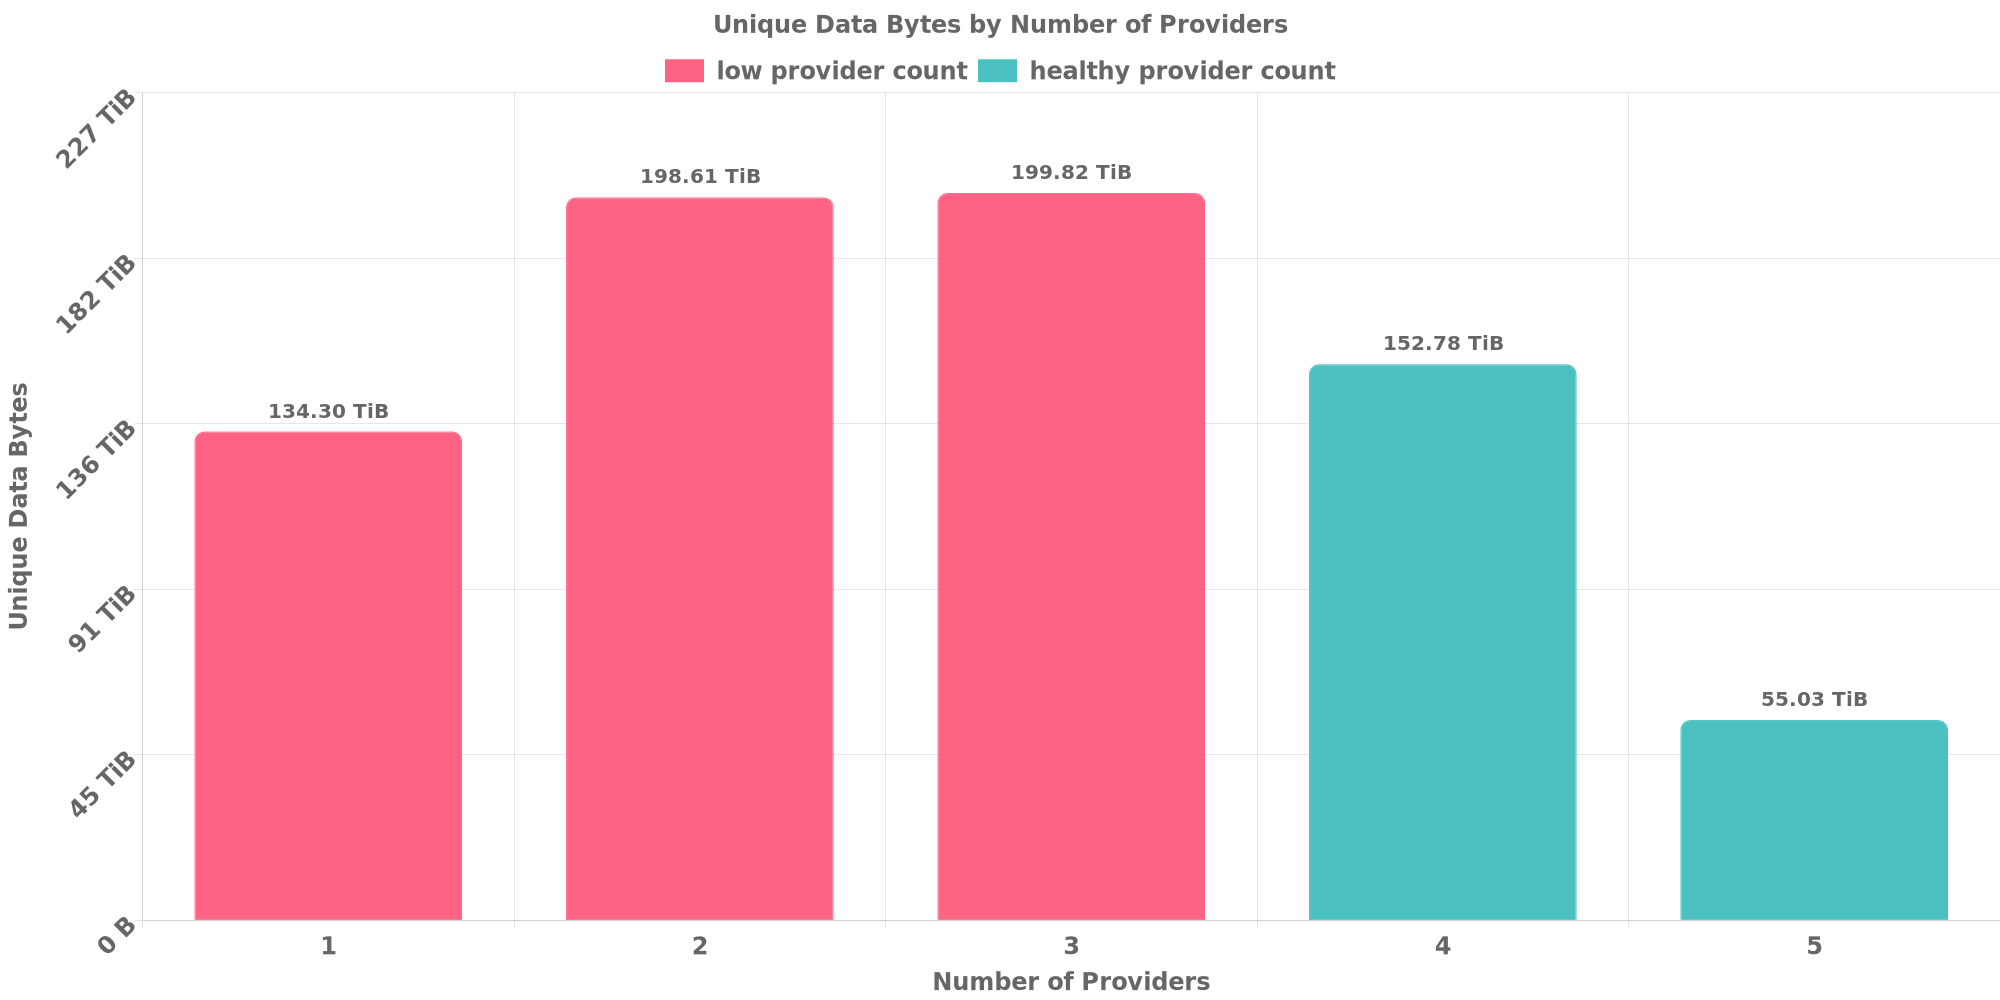 Unique Data Bytes by Number of Providers
low provider count healthy provider count
227 TiB
182 TiB
136 TiB
91 TiB
45 TiB
0 B
Unique Data Bytes
134.30 TiB
198.61 TiB
199.82 TiB
152.78 TiB
55.03 TiB
1 2 3 4 5
Number of Providers